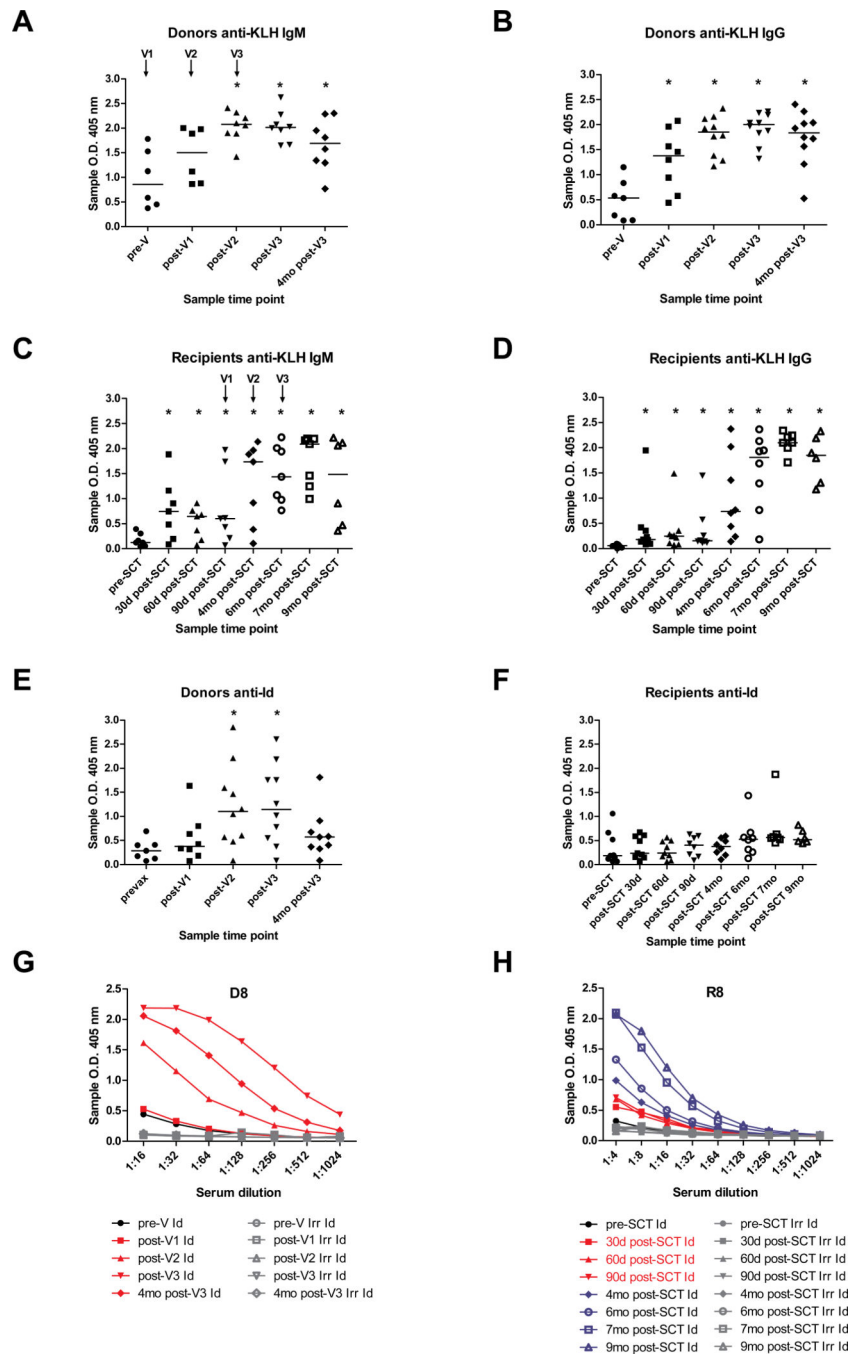 A
Donors anti-KLH IgM
V1 V2 V3
* * *
Sample O.D. 405 nm
3.0
2.5
2.0
1.5
1.0
0.5
0.0
pre-V post-V1 post-V2 post-V3 4mo post-V3
Sample time point
B
Donors anti-KLH IgG
* * * *
Sample O.D. 405 nm
3.0
2.5
2.0
1.5
1.0
0.5
0.0
pre-V post-V1 post-V2 post-V3 4mo post-V3
Sample time point
C
Recipients anti-KLH IgM
V1 V2 V3
* * * * * * *
Sample O.D. 405 nm
3.0
2.5
2.0
1.5
1.0
0.5
0.0
pre-SCT 30d post-SCT 60d post-SCT 90d post-SCT 4mo post-SCT 6mo post-SCT 7mo post-SCT 9mo post-SCT
Sample time point
D
Recipients anti-KLH IgG
* * * * * * *
Sample O.D. 405 nm
3.0
2.5
2.0
1.5
1.0
0.5
0.0
pre-SCT 30d post-SCT 60d post-SCT 90d post-SCT 4mo post-SCT 6mo post-SCT 7mo post-SCT 9mo post-SCT
Sample time point
E
Donors anti-Id
* *
Sample O.D. 405 nm
3.0
2.5
2.0
1.5
1.0
0.5
0.0
prevax post-V1 post-V2 post-V3 4mo post-V3
Sample time point
F
Recipients anti-Id
Sample O.D. 405 nm
3.0
2.5
2.0
1.5
1.0
0.5
0.0
pre-SCT post-SCT 30d post-SCT 60d post-SCT 90d post-SCT 4mo post-SCT 6mo post-SCT 7mo post-SCT 9mo
Sample time point
G
D8
Sample O.D. 405 nm
2.5
2.0
1.5
1.0
0.5
0.0
1:16 1:32 1:64 1:128 1:256 1:512 1:1024
Serum dilution
pre-V Id pre-V Irr Id
post-V1 Id post-V1 Irr Id
post-V2 Id post-V2 Irr Id
post-V3 Id post-V3 Irr Id
4mo post-V3 Id 4mo post-V3 Irr Id
H
R8
Sample O.D. 405 nm
2.5
2.0
1.5
1.0
0.5
0.0
1:4 1:8 1:16 1:32 1:64 1:128 1:256 1:512 1:1024
Serum dilution
pre-SCT Id pre-SCT Irr Id
30d post-SCT Id 30d post-SCT Irr Id
60d post-SCT Id 60d post-SCT Irr Id
90d post-SCT Id 90d post-SCT Irr Id
4mo post-SCT Id 4mo post-SCT Irr Id
6mo post-SCT Id 6mo post-SCT Irr Id
7mo post-SCT Id 7mo post-SCT Irr Id
9mo post-SCT Id 9mo post-SCT Irr Id